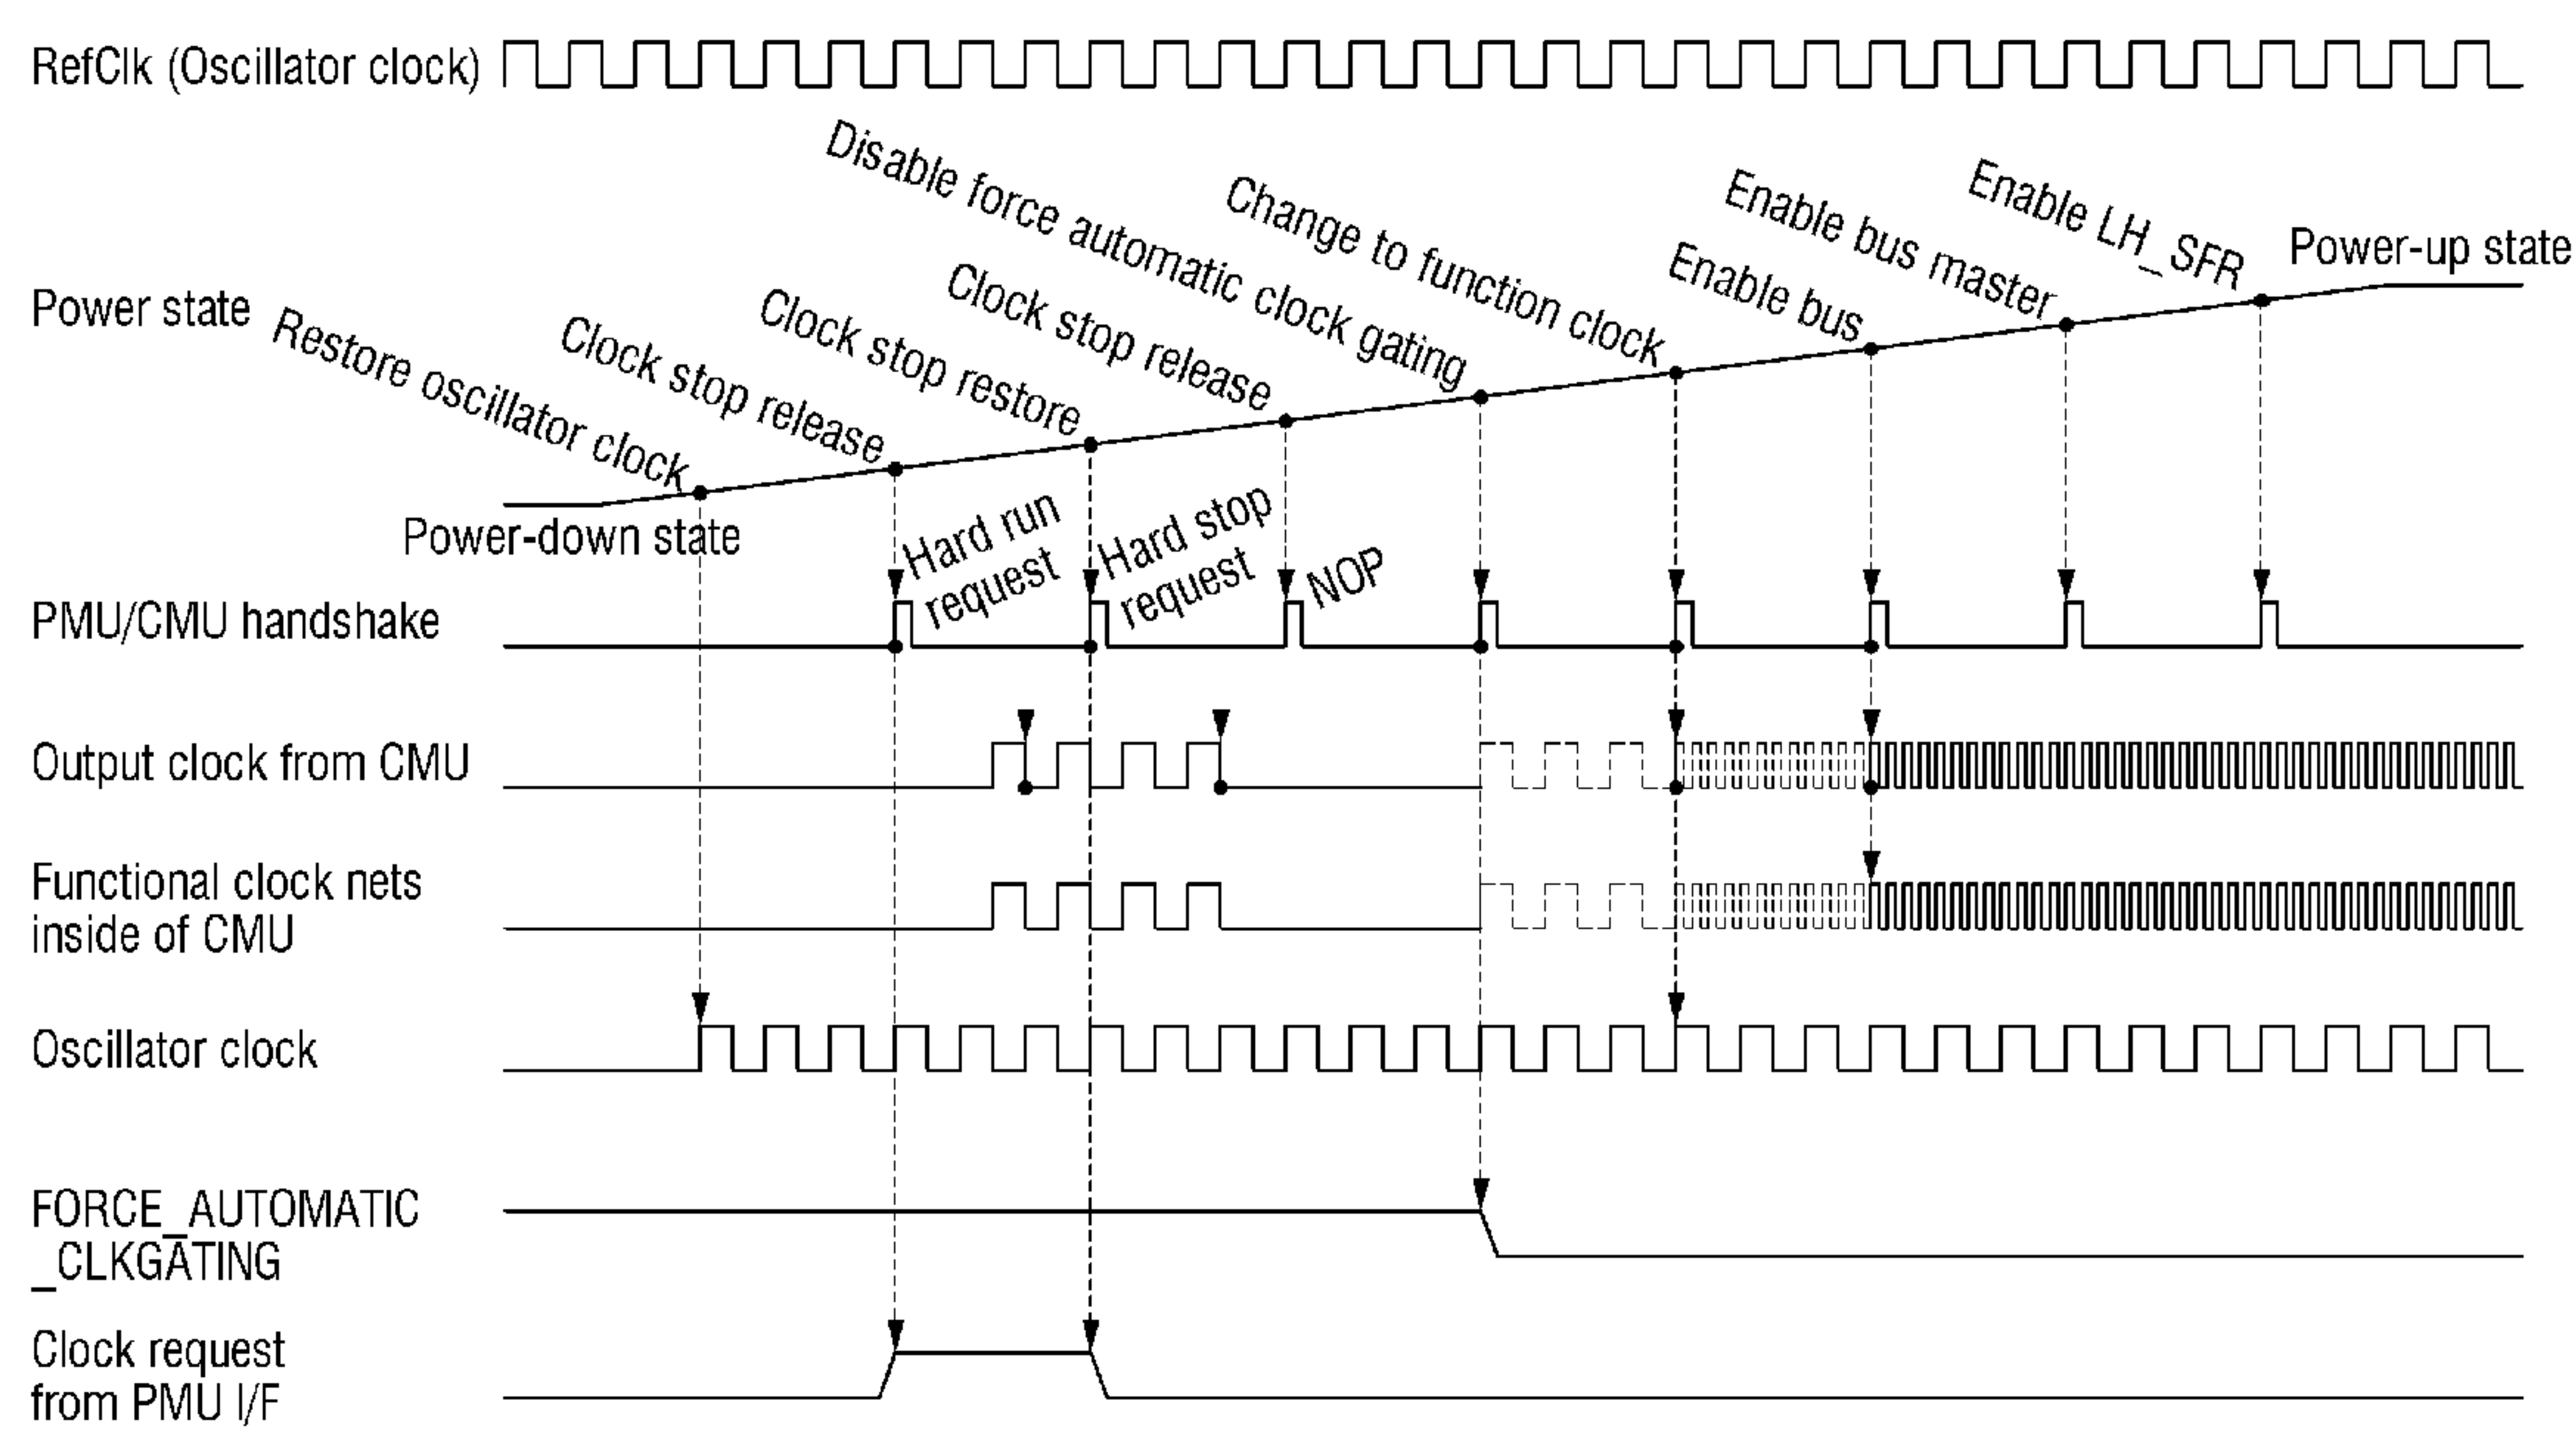 RefClk (Oscillator clock)
Disable force automatic clock gating
Change to function clock
Enable bus master
Enable LH_SFR
Enable bus
Power-up state
Power state
Restore oscillator clock
Clock stop release
Clock stop restore
Clock stop release
Power-down state
Hard run
request
Hard stop
request
NOP
PMU/CMU handshake
Output clock from CMU
Functional clock nets
inside of CMU
Oscillator clock
FORCE_AUTOMATIC
_CLKGATING
Clock request
from PMU I/F